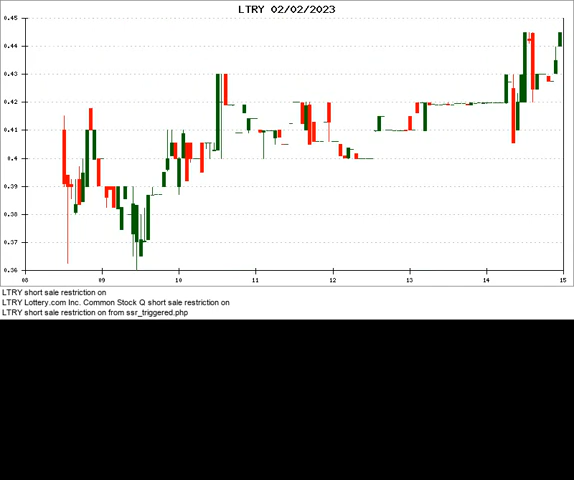 LTRY 02/02/2023
0.45
0.44
0.43
0.42
0.41
0.4
0.39
0.38
0.37
0.36
08 09 10 11 12 13 14 15
LTRY short sale restriction on
LTRY Lottery.com Inc. Common Stock Q short sale restriction on
LTRY short sale restriction on from ssr_triggered.php